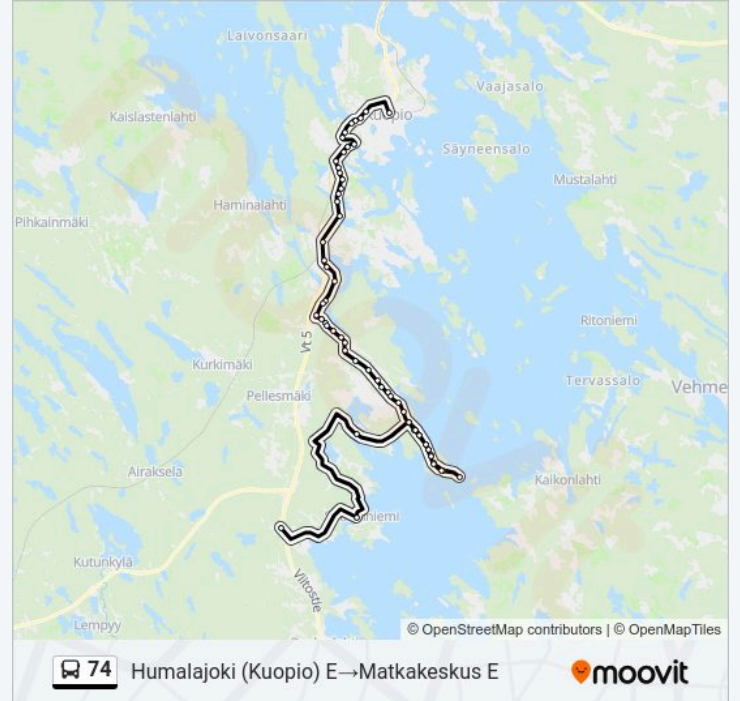 Laivonsaari
Vaajasalo
Kaislastenlahti
Kuopio
Säyneensalo
Mustalahti
Haminalahti
Pihkainmäki
Ritoniemi
Vt 5
Kurkimäki
Tervassalo
Vehme
Pellesmäki
Airaksela
Kaikonlahti
Kutunkylä
Viitostie
Lempyy
© OpenStreetMap contributors | © OpenMapTiles
74 Humalajoki (Kuopio) E→Matkakeskus E
moovit